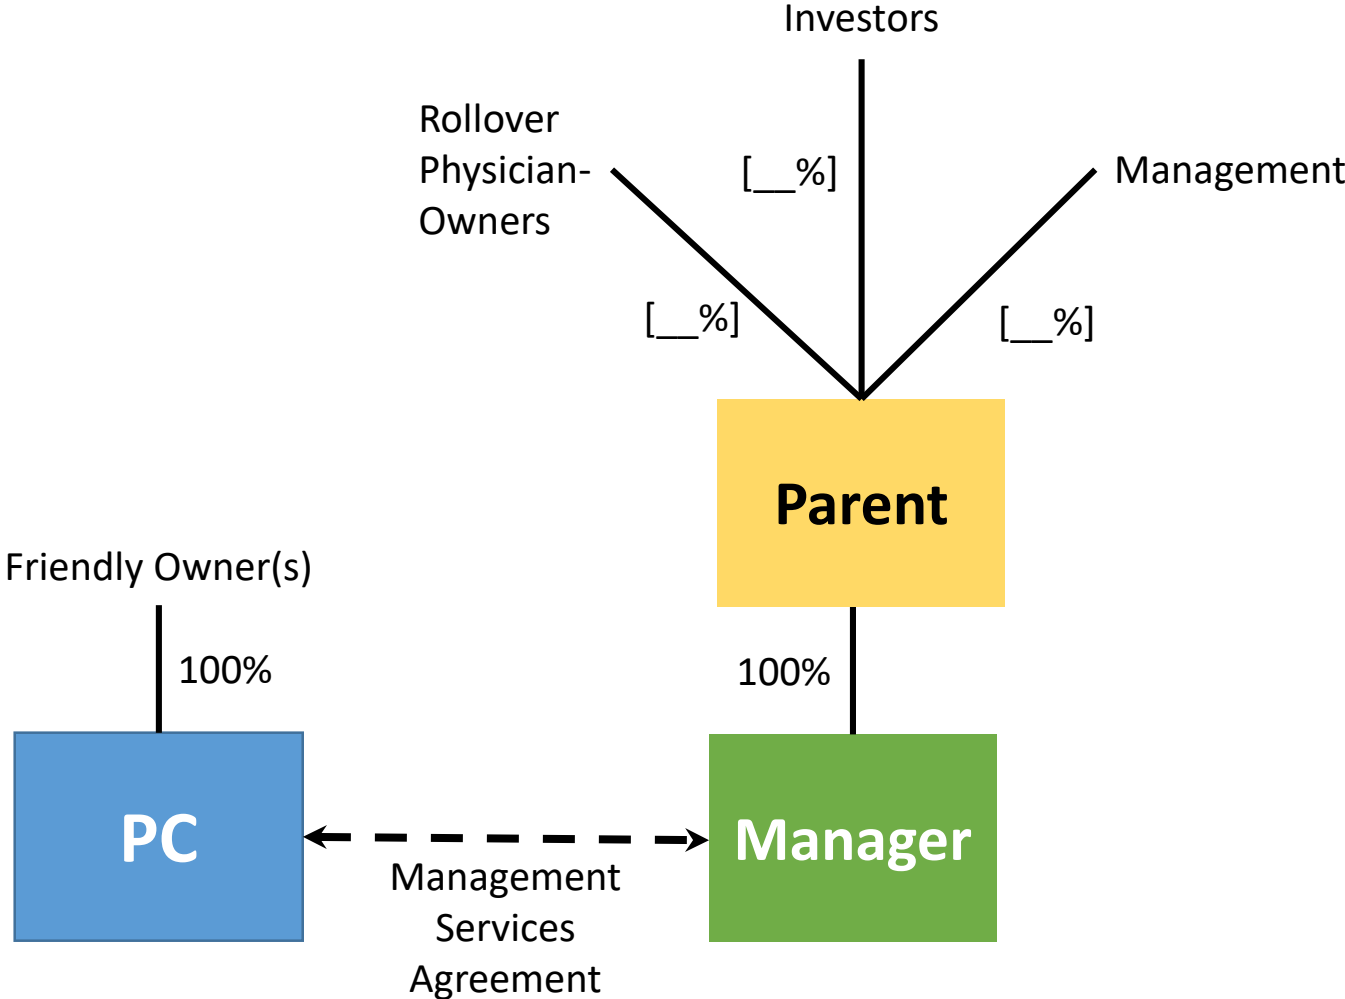 Investors
Rollover
Physician-
Owners
[__%]
Management
[__%]
[__%]
Parent
Friendly Owner(s)
100%
100%
PC
Manager
Management
Services
Agreement